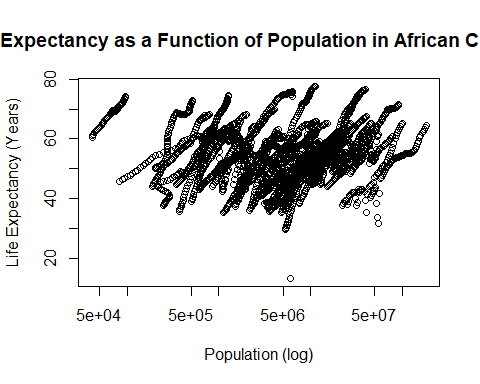 Expectancy as a Function of Population in African C
Life Expectancy (Years)
80
60
40
20
5e+04 5e+05 5e+06 5e+07
Population (log)